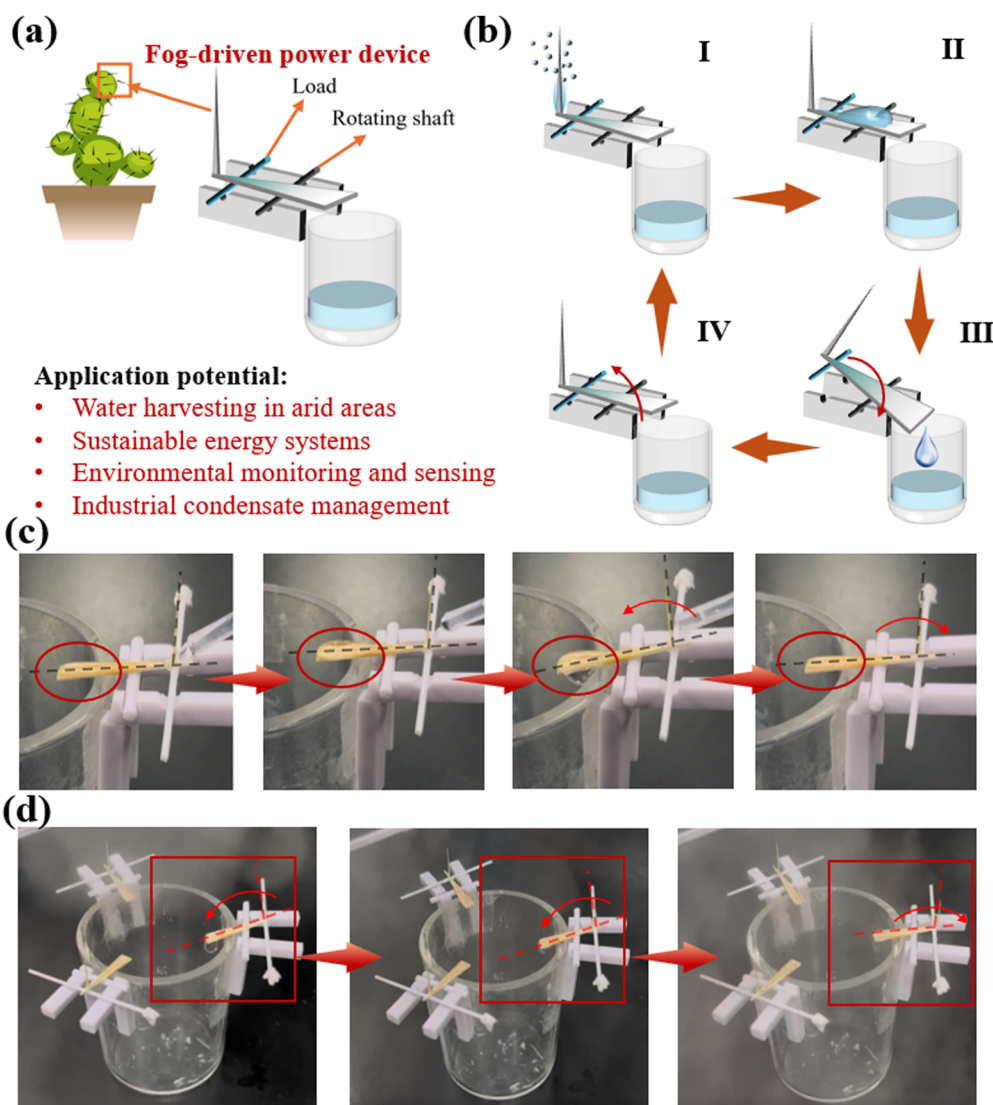 (a)
Fog-driven power device
Load
Rotating shaft
Application potential:
• Water harvesting in arid areas
• Sustainable energy systems
• Environmental monitoring and sensing
• Industrial condensate management
(b)
I
II
III
IV
(c)
(d)